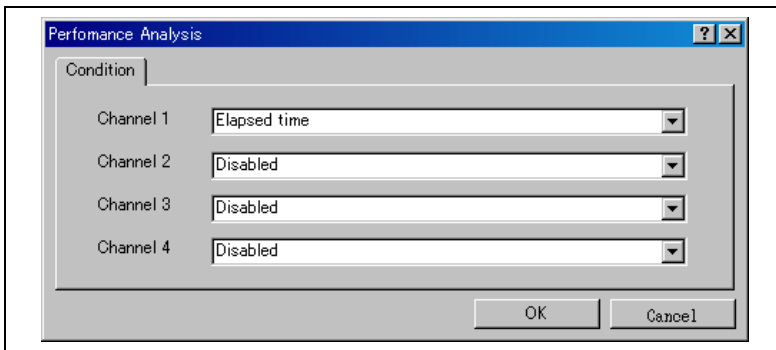 Perfomance Analysis
Condition
Channel 1 Elapsed time
Channel 2 Disabled
Channel 3 Disabled
Channel 4 Disabled
OK Cancel